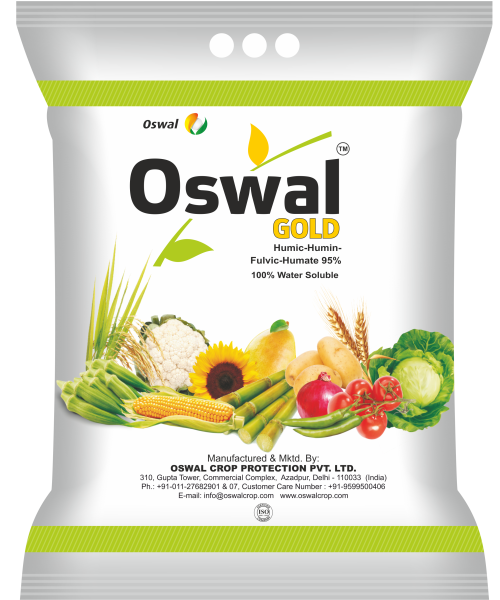 Oswal
Oswal TM
GOLD
Humic-Humin-
Fulvic-Humate 95%
100% Water Soluble
Manufactured & Mktd. By:
OSWAL CROP PROTECTION PVT. LTD.
310, Gupta Tower, Commercial Complex, Azadpur, Delhi - 110033 (India)
Ph.: +91-011-27682901 & 07, Customer Care Number : +91-9599500406
E-mail: info@oswalcrop.com www.oswalcrop.com
ISO